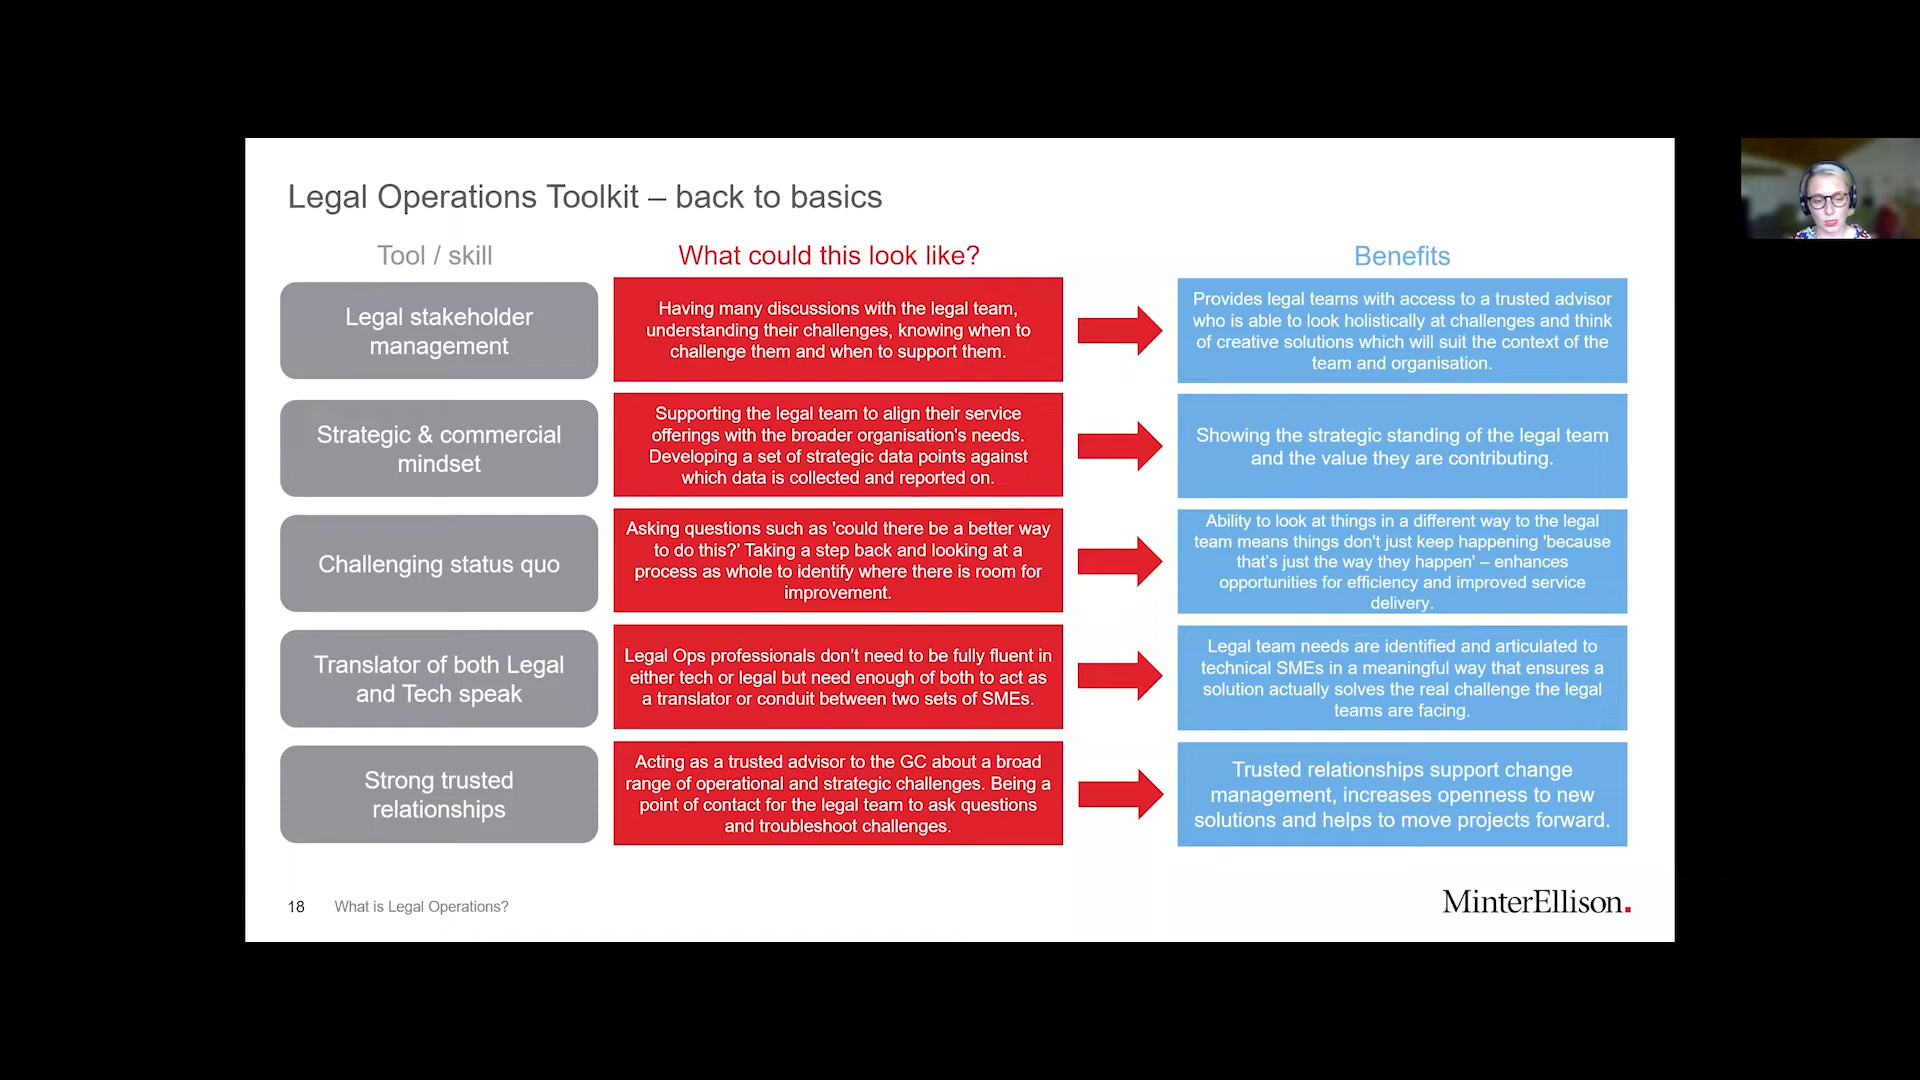 Legal Operations Toolkit – back to basics
Tool / skill
What could this look like?
Benefits
Legal stakeholder
management
Having many discussions with the legal team,
understanding their challenges, knowing when to
challenge them and when to support them.
Provides legal teams with access to a trusted advisor
who is able to look holistically at challenges and think
of creative solutions which will suit the context of the
team and organisation.
Strategic & commercial
mindset
Supporting the legal team to align their service
offerings with the broader organisation's needs.
Developing a set of strategic data points against
which data is collected and reported on.
Showing the strategic standing of the legal team
and the value they are contributing.
Challenging status quo
Asking questions such as 'could there be a better way
to do this?' Taking a step back and looking at a
process as whole to identify where there is room for
improvement.
Ability to look at things in a different way to the legal
team means things don't just keep happening 'because
that's just the way they happen' – enhances
opportunities for efficiency and improved service
delivery.
Translator of both Legal
and Tech speak
Legal Ops professionals don't need to be fully fluent in
either tech or legal but need enough of both to act as
a translator or conduit between two sets of SMEs.
Legal team needs are identified and articulated to
technical SMEs in a meaningful way that ensures a
solution actually solves the real challenge the legal
teams are facing.
Strong trusted
relationships
Acting as a trusted advisor to the GC about a broad
range of operational and strategic challenges. Being a
point of contact for the legal team to ask questions
and troubleshoot challenges.
Trusted relationships support change
management, increases openness to new
solutions and helps to move projects forward.
18 What is Legal Operations?
MinterEllison.